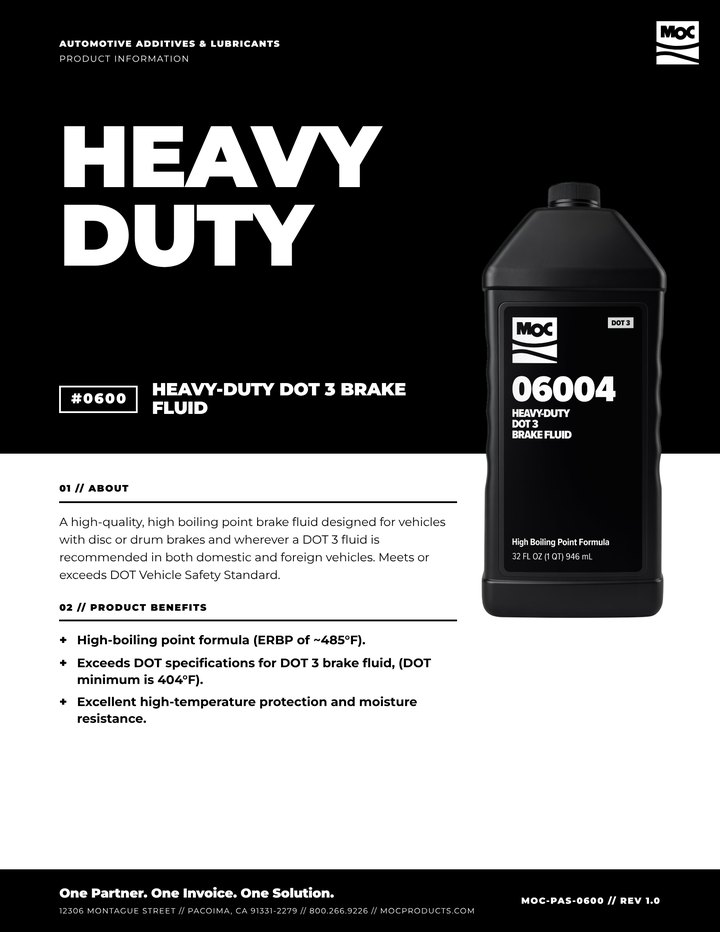 AUTOMOTIVE ADDITIVES & LUBRICANTS
PRODUCT INFORMATION
MOC
HEAVY
DUTY
#0600
HEAVY-DUTY DOT 3 BRAKE
FLUID
MOC
DOT 3
06004
HEAVY-DUTY
DOT 3
BRAKE FLUID
High Boiling Point Formula
32 FL OZ (1 QT) 946 mL
01 // ABOUT
A high-quality, high boiling point brake fluid designed for vehicles
with disc or drum brakes and wherever a DOT 3 fluid is
recommended in both domestic and foreign vehicles. Meets or
exceeds DOT Vehicle Safety Standard.
02 // PRODUCT BENEFITS
+ High-boiling point formula (ERBP of ~485°F).
+ Exceeds DOT specifications for DOT 3 brake fluid, (DOT
minimum is 404°F).
+ Excellent high-temperature protection and moisture
resistance.
One Partner. One Invoice. One Solution.
12306 MONTAGUE STREET // PACOIMA, CA 91331-2279 // 800.266.9226 // MOCPRODUCTS.COM
MOC-PAS-0600 // REV 1.0